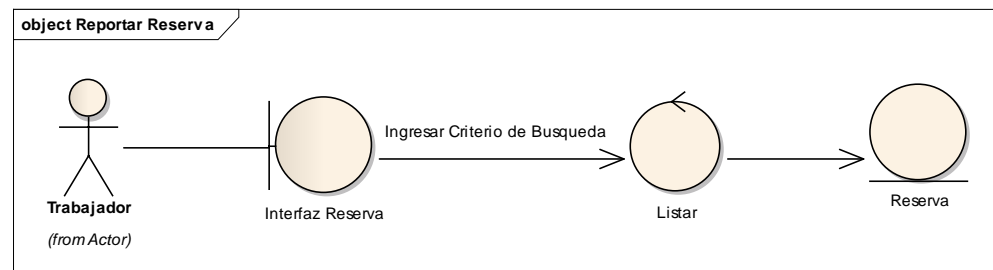 object Reportar Reserva
Ingresar Criterio de Busqueda
Trabajador
(from Actor)
Interfaz Reserva
Listar
Reserva